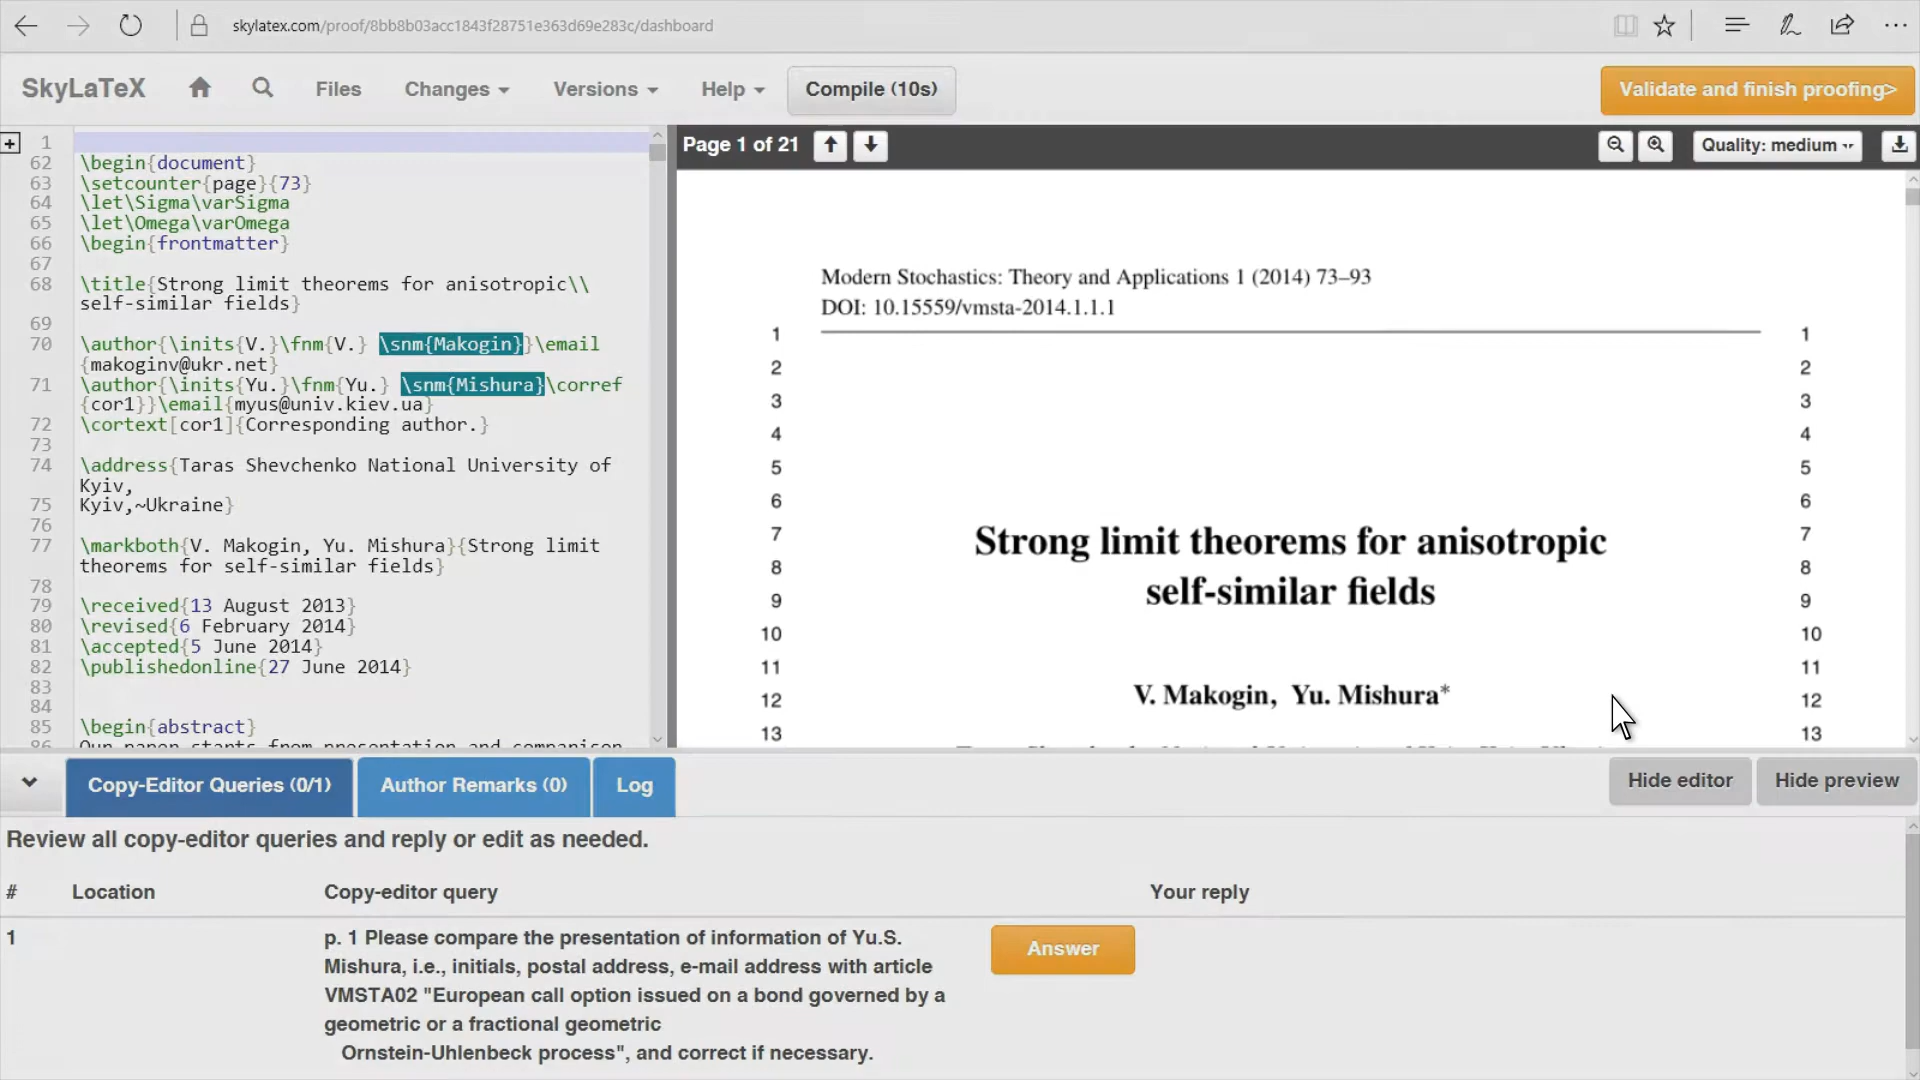 skylatex.com/proof/8bb8b03acc1843f28751e363d69e283c/dashboard
SkyLaTeX Files Changes Versions Help Compile (10s) Validate and finish proofing>
1
62 \begin{document}
63 \setcounter{page}{73}
64 \let\Sigma\varSigma
65 \let\Omega\varOmega
66 \begin{frontmatter}
67
68 \title{Strong limit theorems for anisotropic\\
self-similar fields}
69
70 \author{\inits{V.}\fnm{V.} \snm{Makogin}}\email
{makoginv@ukr.net}
71 \author{\inits{Yu.}\fnm{Yu.} \snm{Mishura}\corref
{cor1}}\email{myus@univ.kiev.ua}
72 \cortext[cor1]{Corresponding author.}
73
74 \address{Taras Shevchenko National University of
Kyiv,
75 Kyiv,~Ukraine}
76
77 \markboth{V. Makogin, Yu. Mishura}{Strong limit
theorems for self-similar fields}
78
79 \received{13 August 2013}
80 \revised{6 February 2014}
81 \accepted{5 June 2014}
82 \publishedonline{27 June 2014}
83
84
85 \begin{abstract}
86 Our paper starts from presentation and comparison
Page 1 of 21 Quality: medium
Modern Stochastics: Theory and Applications 1 (2014) 73–93
DOI: 10.15559/vmsta-2014.1.1.1
1 1
2 2
3 3
4 4
5 5
6 6
7 Strong limit theorems for anisotropic 7
8 8
9 self-similar fields 9
10 10
11 11
12 V. Makogin, Yu. Mishura* 12
13 13
Copy-Editor Queries (0/1) Author Remarks (0) Log Hide editor Hide preview
Review all copy-editor queries and reply or edit as needed.
# Location Copy-editor query Your reply
1 p. 1 Please compare the presentation of information of Yu.S. Answer
Mishura, i.e., initials, postal address, e-mail address with article
VMSTA02 "European call option issued on a bond governed by a
geometric or a fractional geometric
Ornstein-Uhlenbeck process", and correct if necessary.